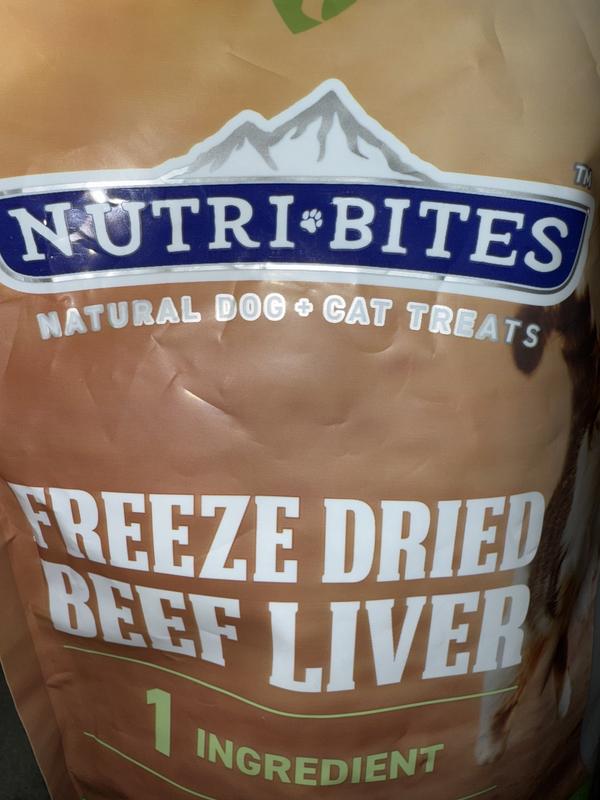 NUTRI BITES
TM
NATURAL DOG + CAT TREATS
FREEZE DRIED
BEEF LIVER
1 INGREDIENT